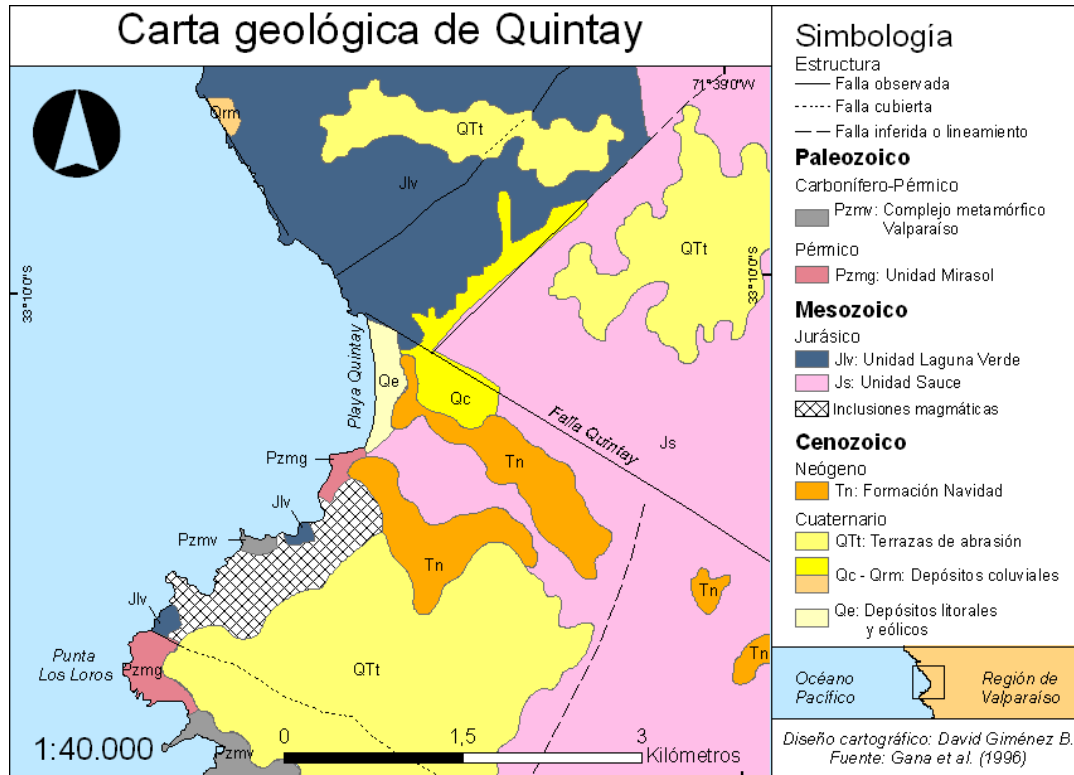 Carta geológica de Quintay
71°39'0"W
Qrm
QTt
Jlv
QTt
33°10'0"S
33°10'0"S
Playa Quintay
Qe
Qc
Falla Quintay
Js
Pzmg
Tn
Jlv
Pzmv
Tn
Tn
Jlv
Tn
Punta
Los Loros
Pzmg
QTt
Pzmv
1:40.000
0
1,5
3
Kilómetros
Simbología
Estructura
Falla observada
Falla cubierta
Falla inferida o lineamiento
Paleozoico
Carbonífero-Pérmico
Pzmv: Complejo metamórfico
Valparaíso
Pérmico
Pzmg: Unidad Mirasol
Mesozoico
Jurásico
Jlv: Unidad Laguna Verde
Js: Unidad Sauce
Inclusiones magmáticas
Cenozoico
Neógeno
Tn: Formación Navidad
Cuaternario
QTt: Terrazas de abrasión
Qc - Qrm: Depósitos coluviales
Qe: Depósitos litorales
y eólicos
Océano
Pacífico
Región de
Valparaíso
Diseño cartográfico: David Giménez B.
Fuente: Gana et al. (1996)